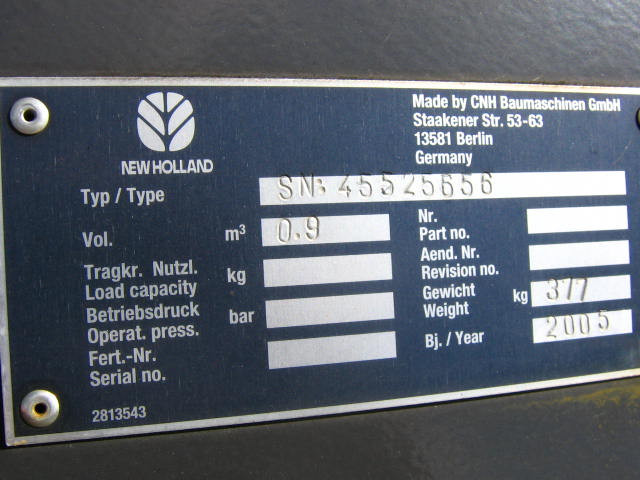 NEW HOLLAND
Made by CNH Baumaschinen GmbH
Staakener Str. 53-63
13581 Berlin
Germany
Typ / Type SN: 45525656
Vol. m³ 0.9
Nr.
Part no.
Tragkr. Nutzl. kg
Load capacity
Aend. Nr.
Revision no.
Betriebsdruck bar
Operat. press.
Gewicht kg 377
Weight
Fert.-Nr.
Serial no.
Bj. / Year 2005
2813543